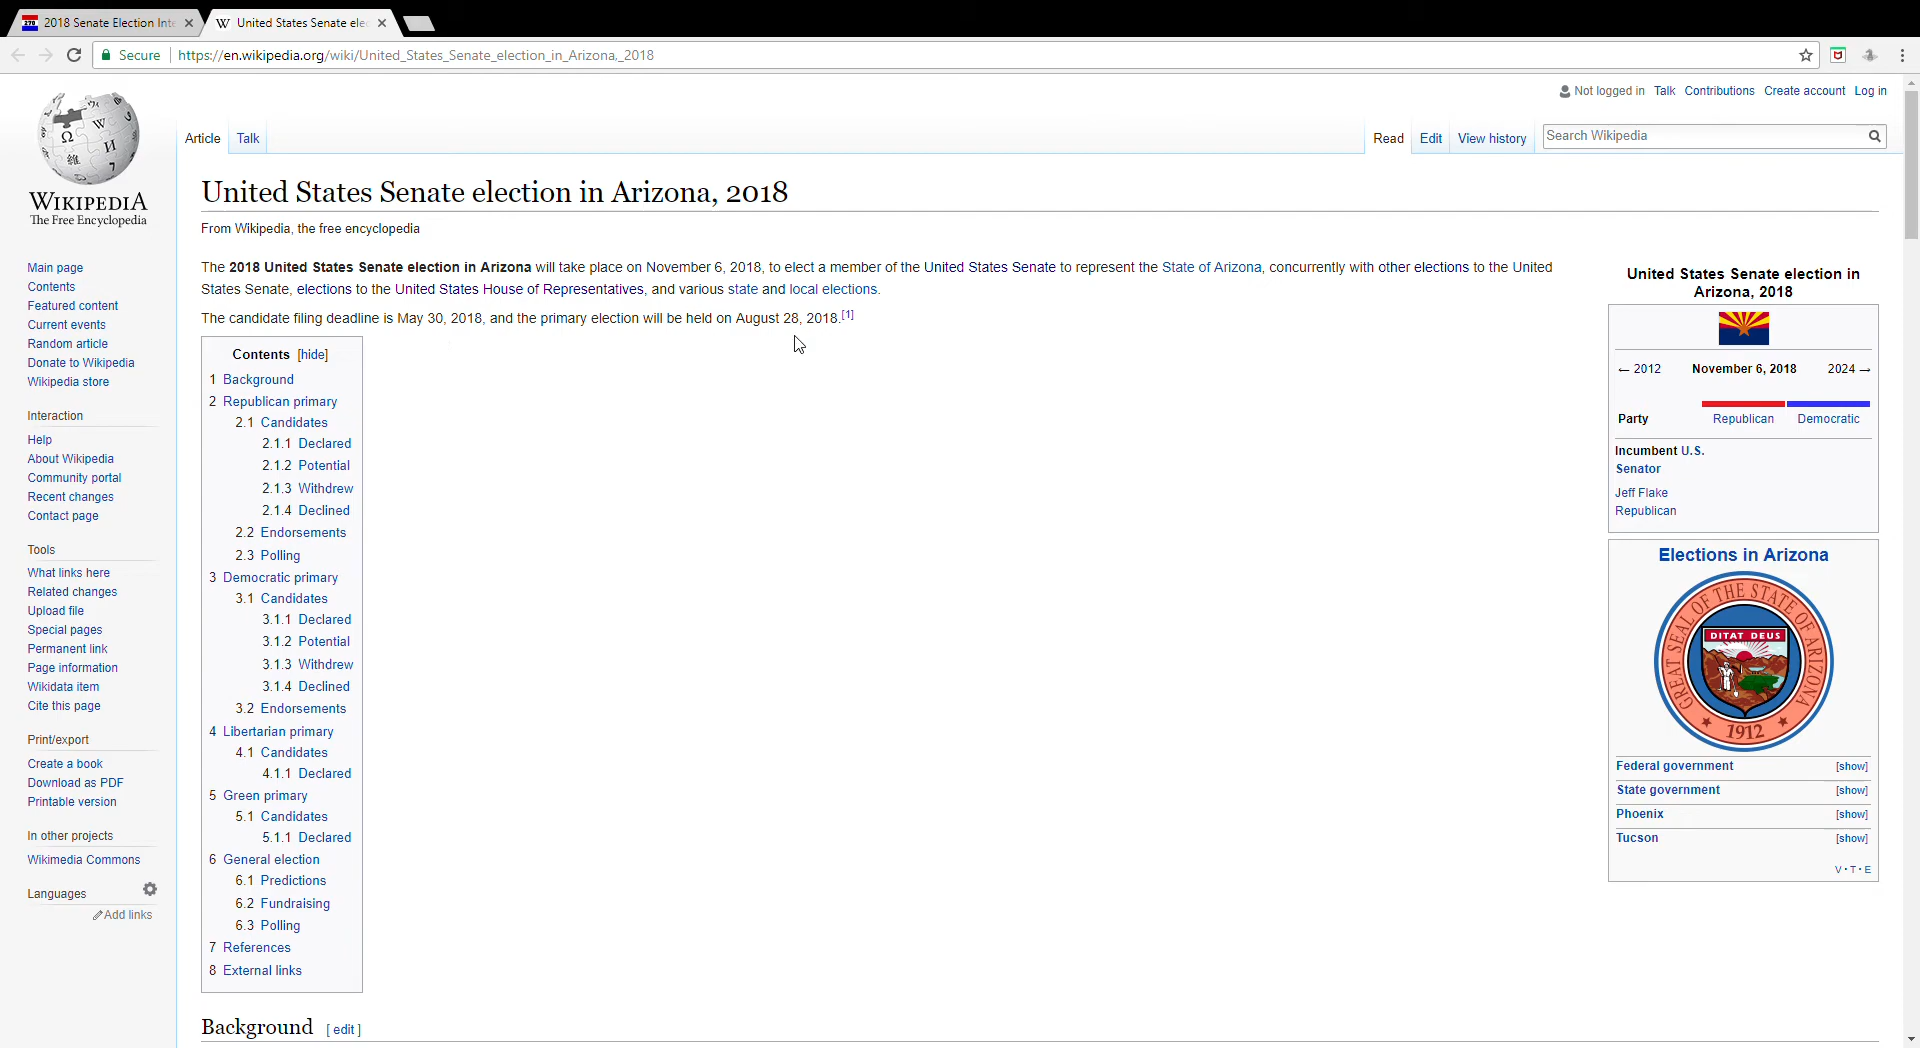 2018 Senate Election Inte
United States Senate elec
Secure
https://en.wikipedia.org/wiki/United_States_Senate_election_in_Arizona,_2018
Not logged in Talk Contributions Create account Log in
Article Talk
Read Edit View history
Search Wikipedia
WIKIPEDIA
The Free Encyclopedia
Main page
Contents
Featured content
Current events
Random article
Donate to Wikipedia
Wikipedia store
Interaction
Help
About Wikipedia
Community portal
Recent changes
Contact page
Tools
What links here
Related changes
Upload file
Special pages
Permanent link
Page information
Wikidata item
Cite this page
Print/export
Create a book
Download as PDF
Printable version
In other projects
Wikimedia Commons
Languages
Add links
United States Senate election in Arizona, 2018
From Wikipedia, the free encyclopedia
The 2018 United States Senate election in Arizona will take place on November 6, 2018, to elect a member of the United States Senate to represent the State of Arizona, concurrently with other elections to the United
States Senate, elections to the United States House of Representatives, and various state and local elections.
The candidate filing deadline is May 30, 2018, and the primary election will be held on August 28, 2018.[1]
Contents [hide]
1 Background
2 Republican primary
2.1 Candidates
2.1.1 Declared
2.1.2 Potential
2.1.3 Withdrew
2.1.4 Declined
2.2 Endorsements
2.3 Polling
3 Democratic primary
3.1 Candidates
3.1.1 Declared
3.1.2 Potential
3.1.3 Withdrew
3.1.4 Declined
3.2 Endorsements
4 Libertarian primary
4.1 Candidates
4.1.1 Declared
5 Green primary
5.1 Candidates
5.1.1 Declared
6 General election
6.1 Predictions
6.2 Fundraising
6.3 Polling
7 References
8 External links
Background [ edit ]
United States Senate election in
Arizona, 2018
← 2012 November 6, 2018 2024 →
Party Republican Democratic
Incumbent U.S.
Senator
Jeff Flake
Republican
Elections in Arizona
GREAT SEAL OF THE STATE OF ARIZONA
DITAT DEUS
1912
Federal government [show]
State government [show]
Phoenix [show]
Tucson [show]
V · T · E